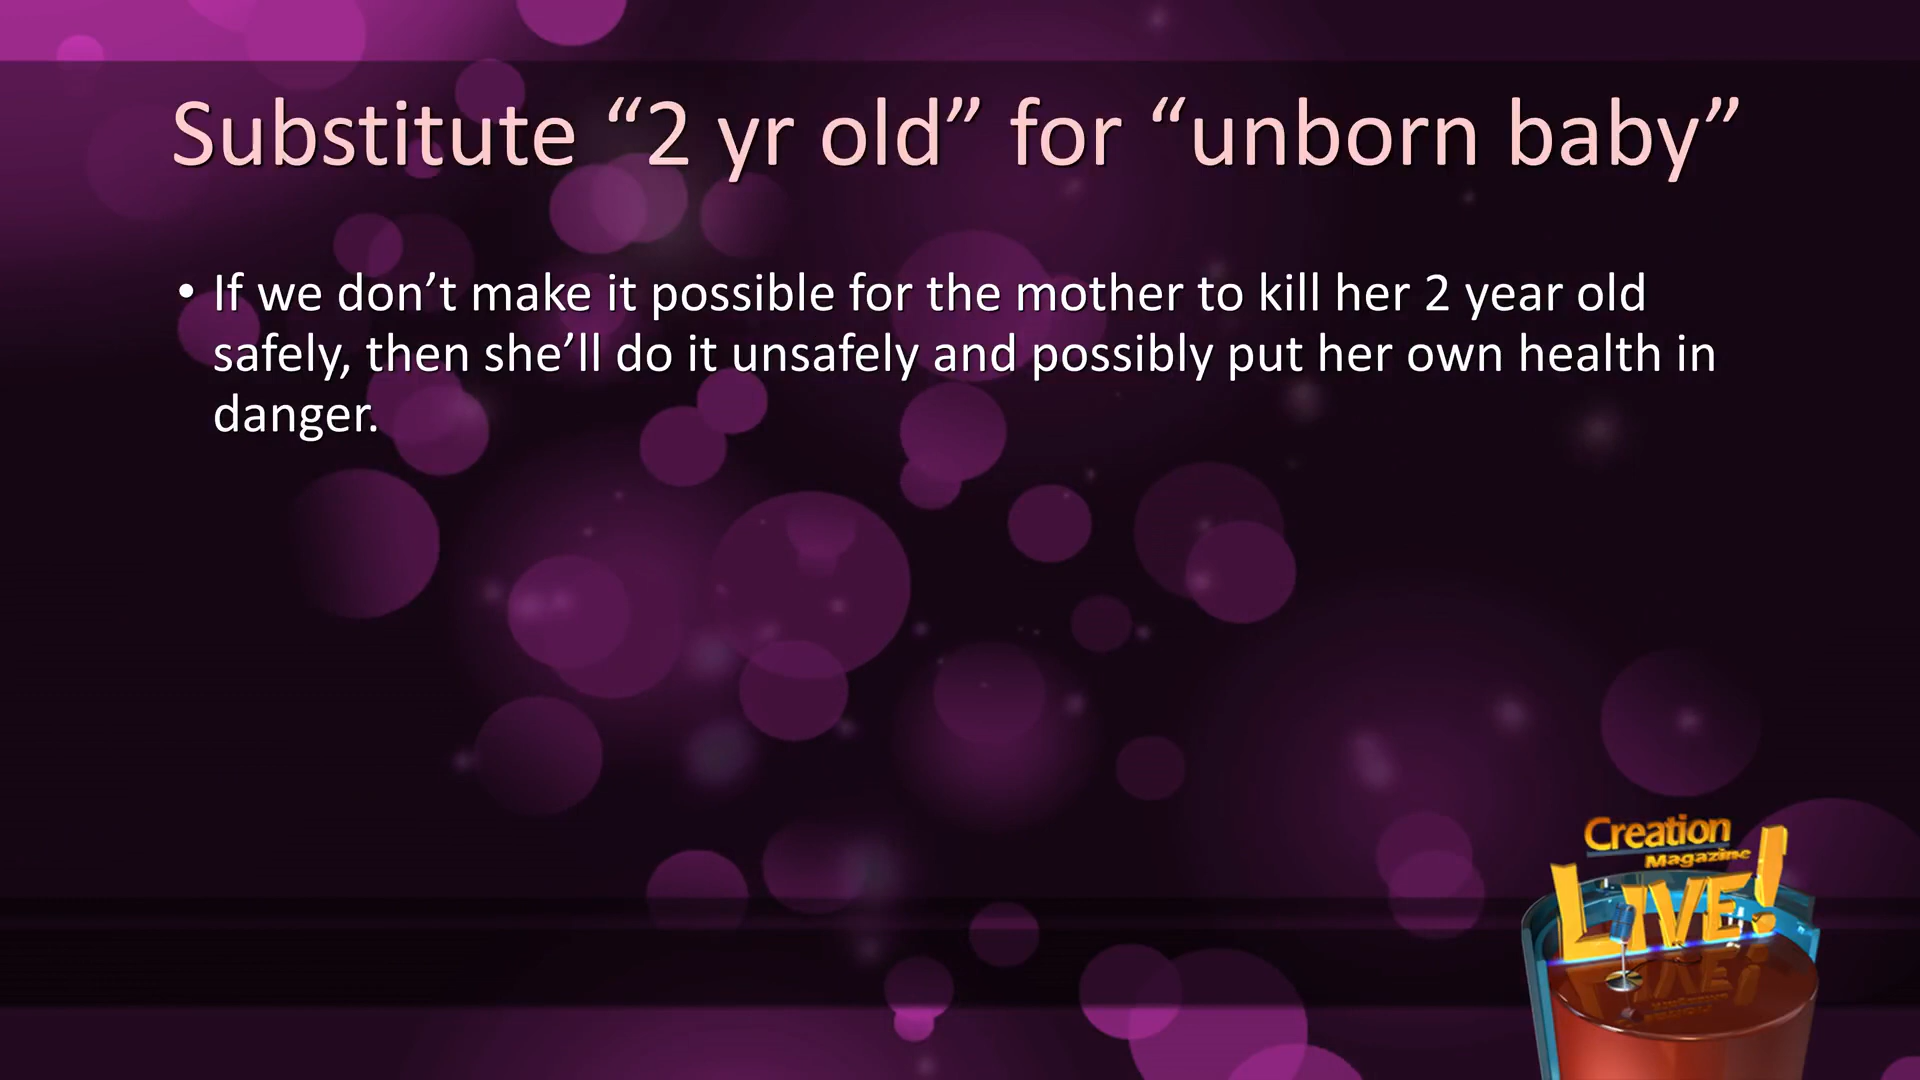 Substitute “2 yr old” for “unborn baby”
• If we don’t make it possible for the mother to kill her 2 year old
safely, then she’ll do it unsafely and possibly put her own health in
danger.
Creation
Magazine
LIVE!